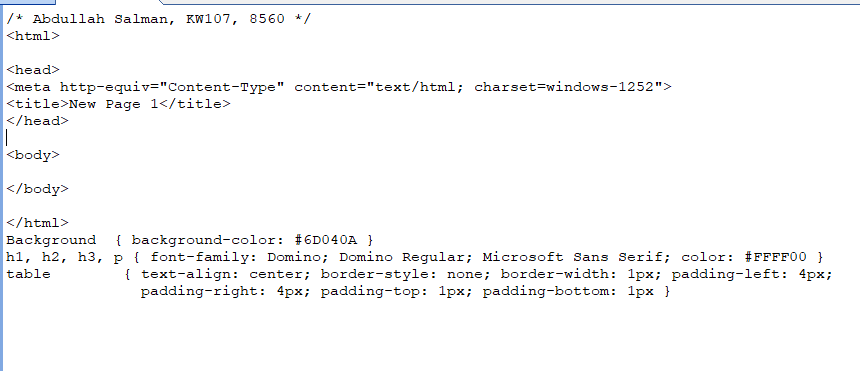 /* Abdullah Salman, KW107, 8560 */
<html>
<head>
<meta http-equiv="Content-Type" content="text/html; charset=windows-1252">
<title>New Page 1</title>
</head>
<body>
</body>
</html>
Background  { background-color: #6D040A }
h1, h2, h3, p { font-family: Domino; Domino Regular; Microsoft Sans Serif; color: #FFFF00 }
table        { text-align: center; border-style: none; border-width: 1px; padding-left: 4px;
               padding-right: 4px; padding-top: 1px; padding-bottom: 1px }